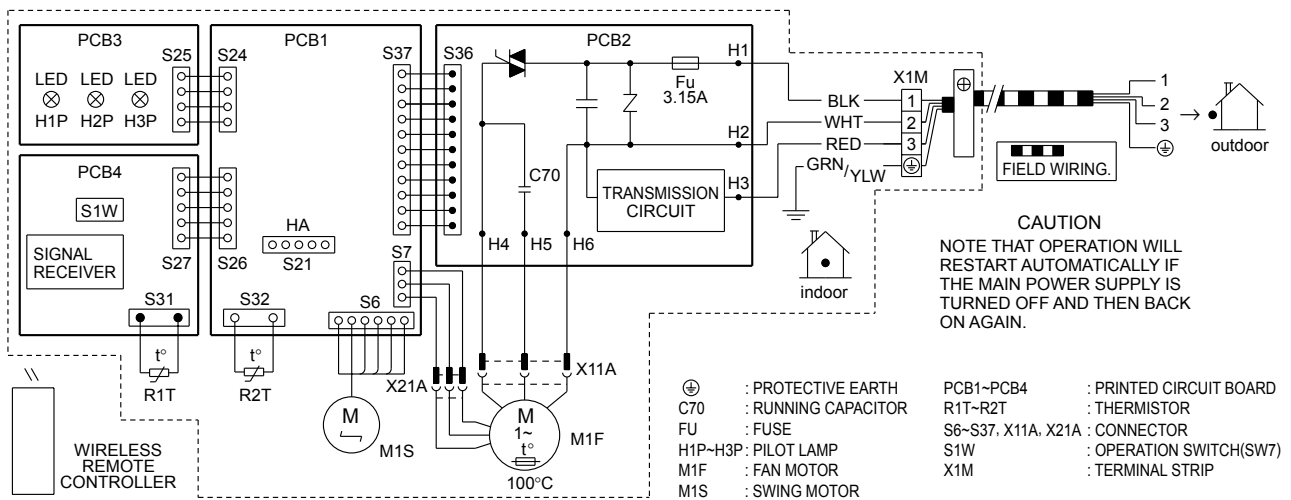 PCB3
S25
S24
PCB1
S37
S36
PCB2
H1
LED LED LED
H1P H2P H3P
Fu
3.15A
X1M
BLK
1
WHT
2
RED
3
GRN/YLW
H2
H3
C70
TRANSMISSION
CIRCUIT
1
2
3
outdoor
FIELD WIRING.
PCB4
S1W
SIGNAL
RECEIVER
S27
S26
HA
S21
S7
H4
H5
H6
indoor
S31
S32
S6
t°
R1T
t°
R2T
X21A
X11A
M
M1S
M
1~
t°
M1F
100°C
WIRELESS
REMOTE
CONTROLLER
CAUTION
NOTE THAT OPERATION WILL
RESTART AUTOMATICALLY IF
THE MAIN POWER SUPPLY IS
TURNED OFF AND THEN BACK
ON AGAIN.
: PROTECTIVE EARTH
C70 : RUNNING CAPACITOR
FU : FUSE
H1P~H3P : PILOT LAMP
M1F : FAN MOTOR
M1S : SWING MOTOR
PCB1~PCB4 : PRINTED CIRCUIT BOARD
R1T~R2T : THERMISTOR
S6~S37, X11A, X21A : CONNECTOR
S1W : OPERATION SWITCH(SW7)
X1M : TERMINAL STRIP